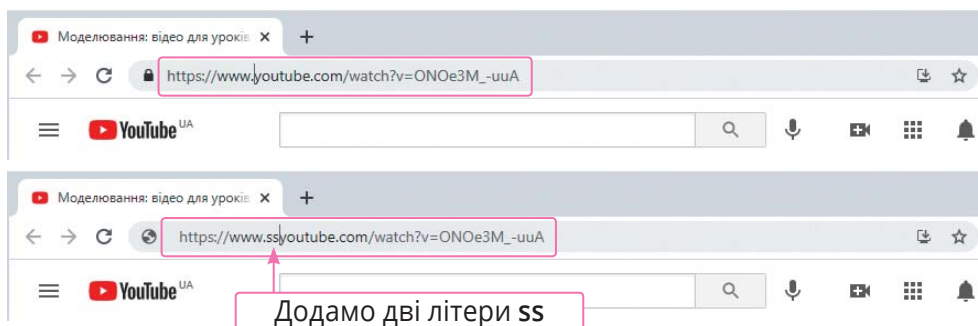 Моделювання: відео для уроків
https://www.youtube.com/watch?v=ONOe3M_-uuA
YouTube UA
Моделювання: відео для уроків
https://www.ssyoutube.com/watch?v=ONOe3M_-uuA
YouTube UA
Додамо дві літери ss